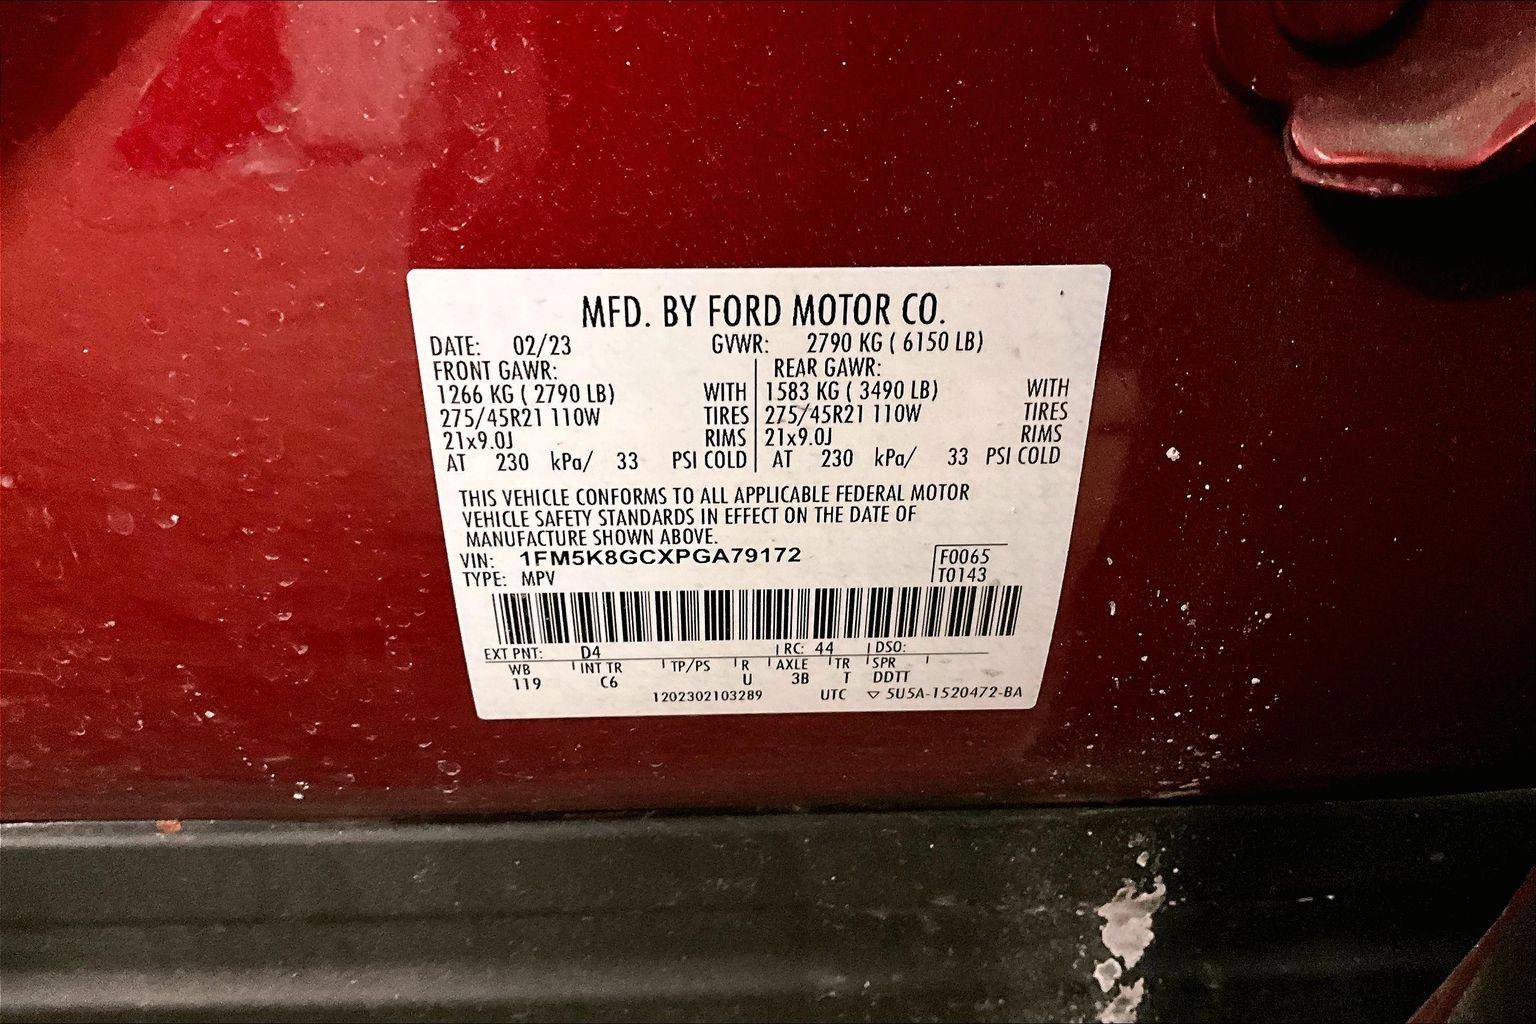 MFD. BY FORD MOTOR CO.
DATE: 02/23 GVWR: 2790 KG ( 6150 LB)
FRONT GAWR: REAR GAWR:
1266 KG ( 2790 LB) WITH 1583 KG ( 3490 LB) WITH
275/45R21 110W TIRES 275/45R21 110W TIRES
21x9.0J RIMS 21x9.0J RIMS
AT 230 kPa/ 33 PSI COLD AT 230 kPa/ 33 PSI COLD
THIS VEHICLE CONFORMS TO ALL APPLICABLE FEDERAL MOTOR
VEHICLE SAFETY STANDARDS IN EFFECT ON THE DATE OF
MANUFACTURE SHOWN ABOVE.
VIN: 1FM5K8GCXPGA79172 F0065
TYPE: MPV T0143
EXT PNT: D4 RC: 44 DSO:
WB INT TR TP/PS R AXLE TR SPR
119 C6 U 3B T DDTT
1202302103289 UTC ▽ 5U5A-1520472-BA